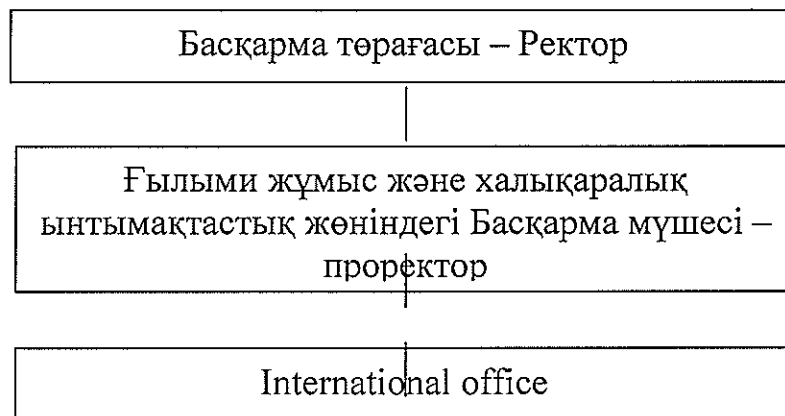 Басқарма төрағасы – Ректор
Ғылыми жұмыс және халықаралық
ынтымақтастық жөніндегі Басқарма мүшесі –
проректор
International office